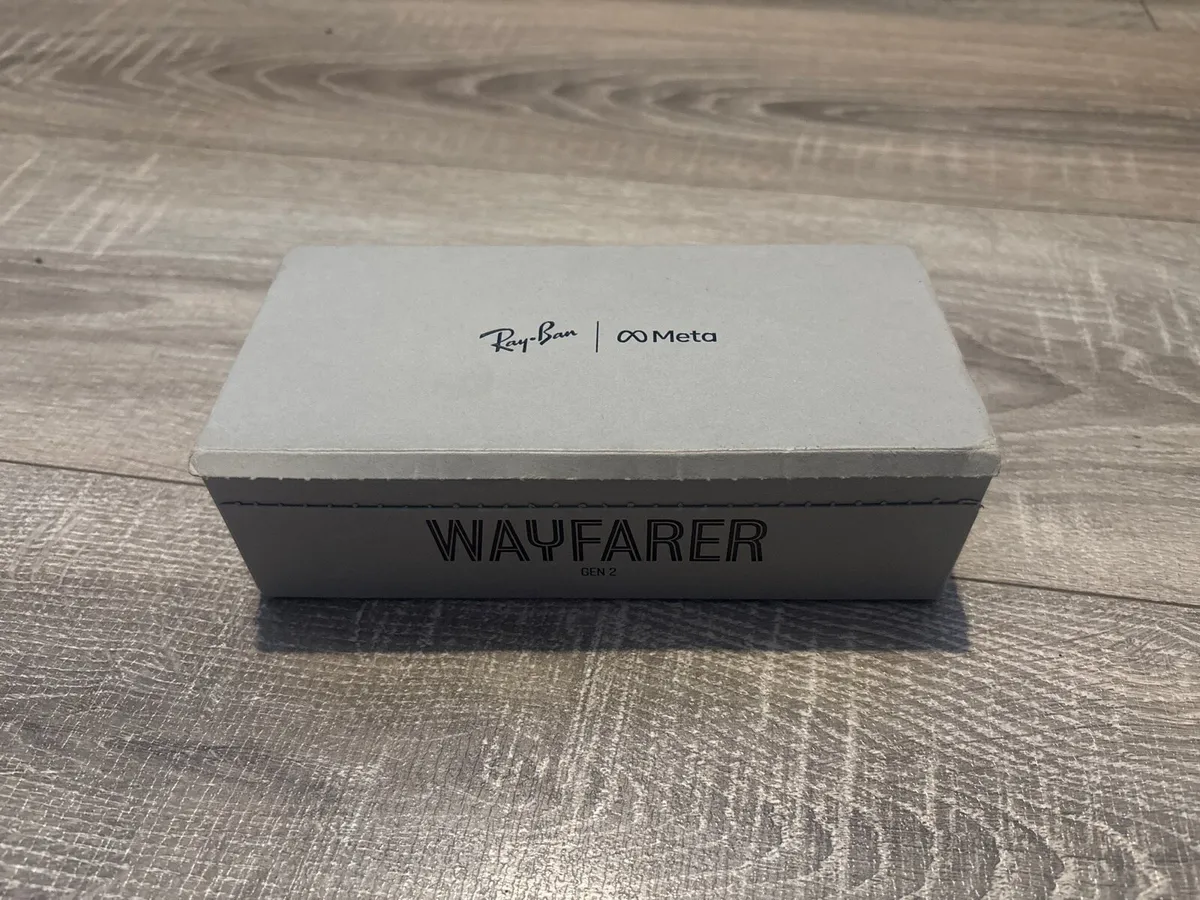 Ray-Ban | Meta
WAYFARER
GEN 2